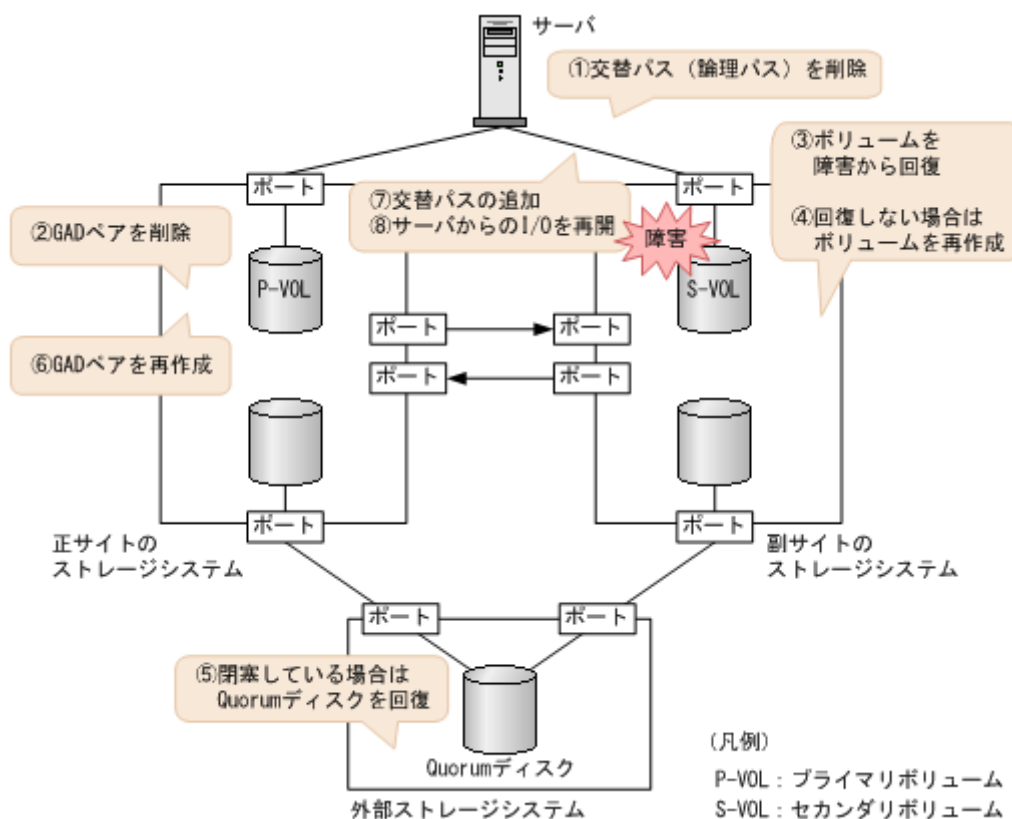 サーバ
①交替パス（論理パス）を削除
③ボリュームを
障害から回復
④回復しない場合は
ボリュームを再作成
ポート
ポート
⑦交替パスの追加
⑧サーバからのI/Oを再開
②GADペアを削除
障害
P-VOL
S-VOL
ポート
ポート
⑥GADペアを再作成
ポート
ポート
ポート
ポート
正サイトの
ストレージシステム
副サイトの
ストレージシステム
ポート
ポート
⑤閉塞している場合は
Quorumディスクを回復
Quorumディスク
外部ストレージシステム
(凡例)
P-VOL：プライマリボリューム
S-VOL：セカンダリボリューム